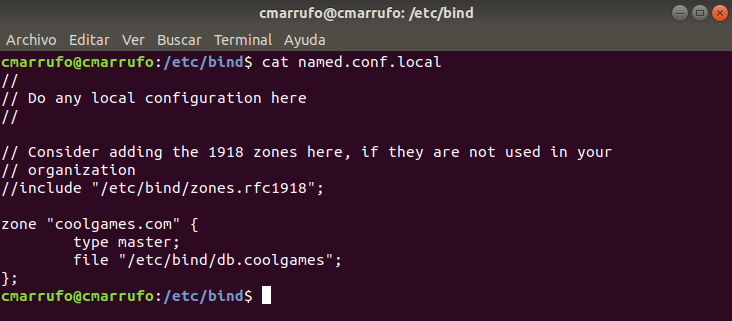 cmarrufo@cmarrufo: /etc/bind
Archivo Editar Ver Buscar Terminal Ayuda
cmarrufo@cmarrufo:/etc/bind$ cat named.conf.local
//
// Do any local configuration here
//
// Consider adding the 1918 zones here, if they are not used in your
// organization
//include "/etc/bind/zones.rfc1918";
zone "coolgames.com" {
        type master;
        file "/etc/bind/db.coolgames";
};
cmarrufo@cmarrufo:/etc/bind$